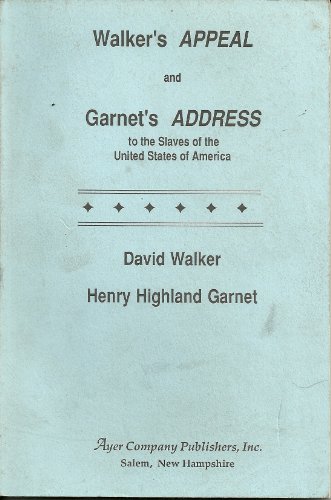 Walker's APPEAL
and
Garnet's ADDRESS
to the Slaves of the
United States of America
David Walker
Henry Highland Garnet
Ayer Company Publishers, Inc.
Salem, New Hampshire